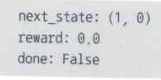 next_state: (1, 0)
reward: 0.0
done: False